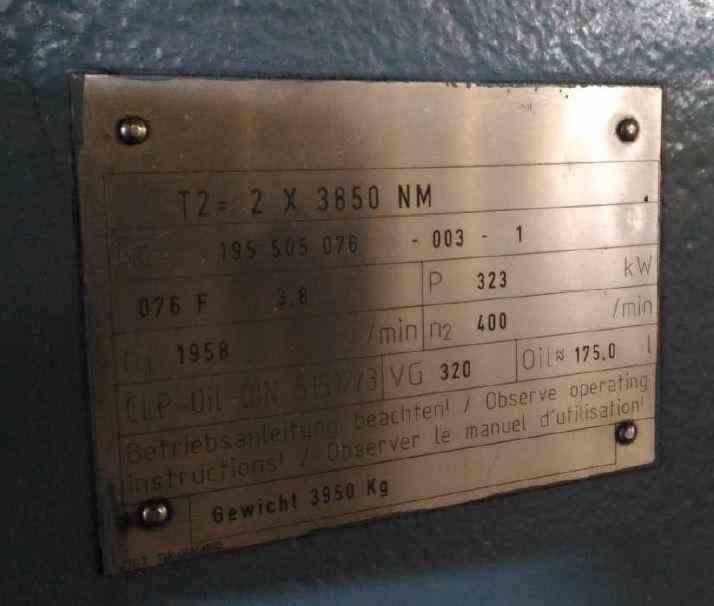 T2= 2 X 3850 NM
195 505 076 - 003 - 1
076 F 3.8 P 323 kW
n1 1958 /min n2 400 /min
CLP-Oil DIN 51517/3 VG 320 Oil≈ 175.0 l
Betriebsanleitung beachten! / Observe operating
instructions! / Observer le manuel d'utilisation!
Gewicht 3950 Kg